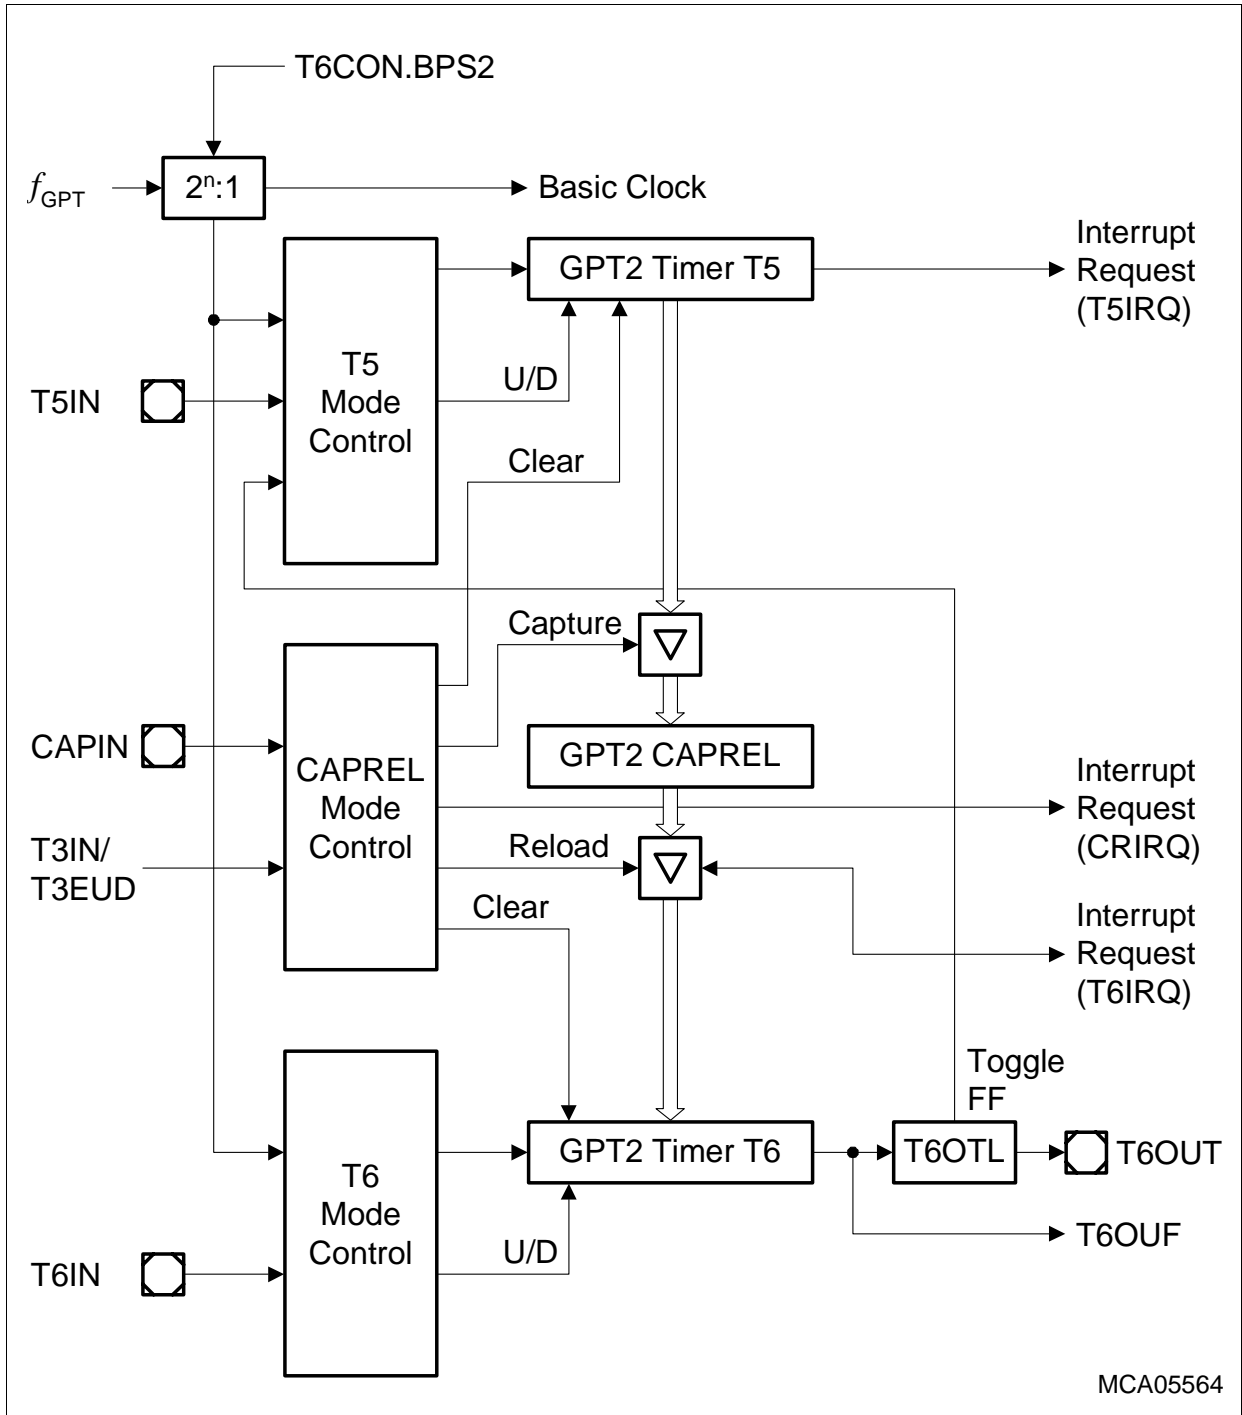 T6CON.BPS2
fGPT
2ⁿ:1
Basic Clock
GPT2 Timer T5
Interrupt
Request
(T5IRQ)
T5
Mode
Control
U/D
T5IN
Clear
Capture
CAPIN
GPT2 CAPREL
CAPREL
Mode
Control
Interrupt
Request
(CRIRQ)
T3IN/
T3EUD
Reload
Clear
Interrupt
Request
(T6IRQ)
Toggle
FF
GPT2 Timer T6
T6OTL
T6OUT
T6
Mode
Control
U/D
T6OUF
T6IN
MCA05564